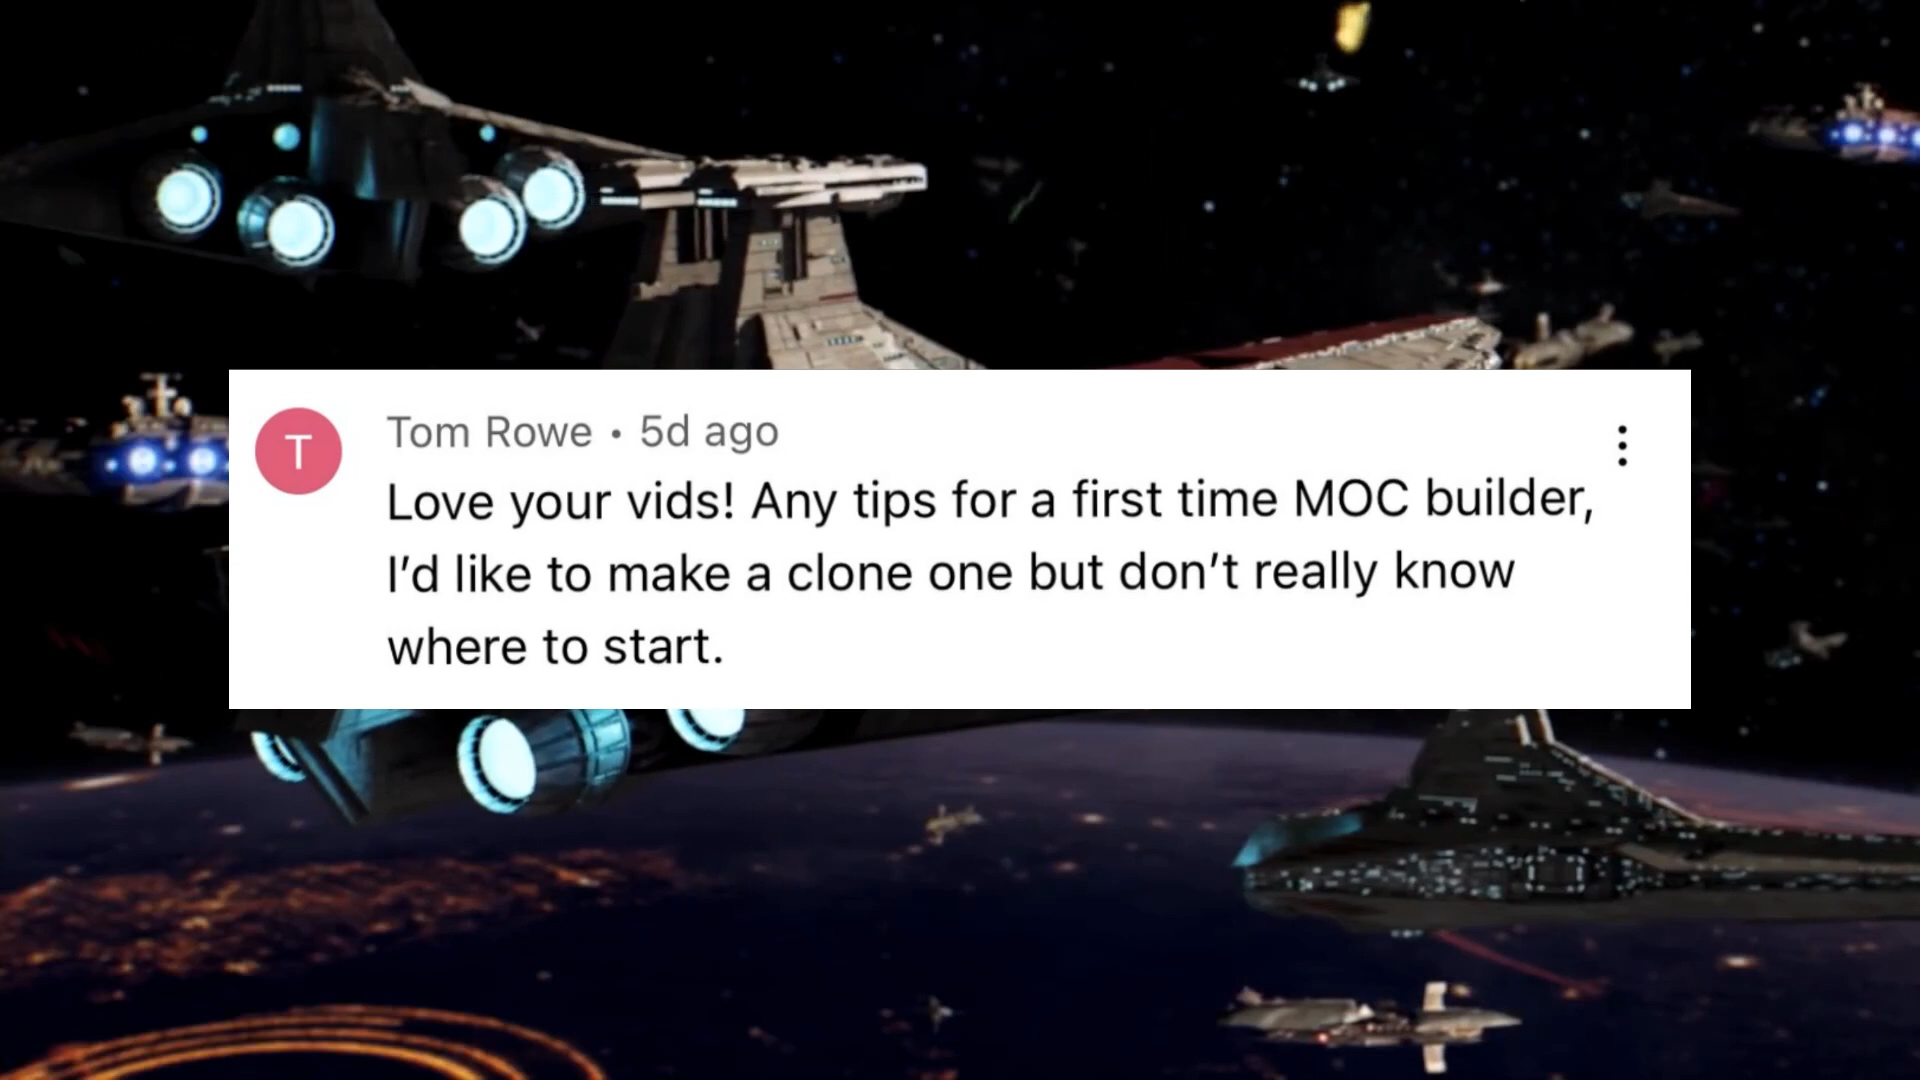 T
Tom Rowe • 5d ago
Love your vids! Any tips for a first time MOC builder,
I'd like to make a clone one but don't really know
where to start.